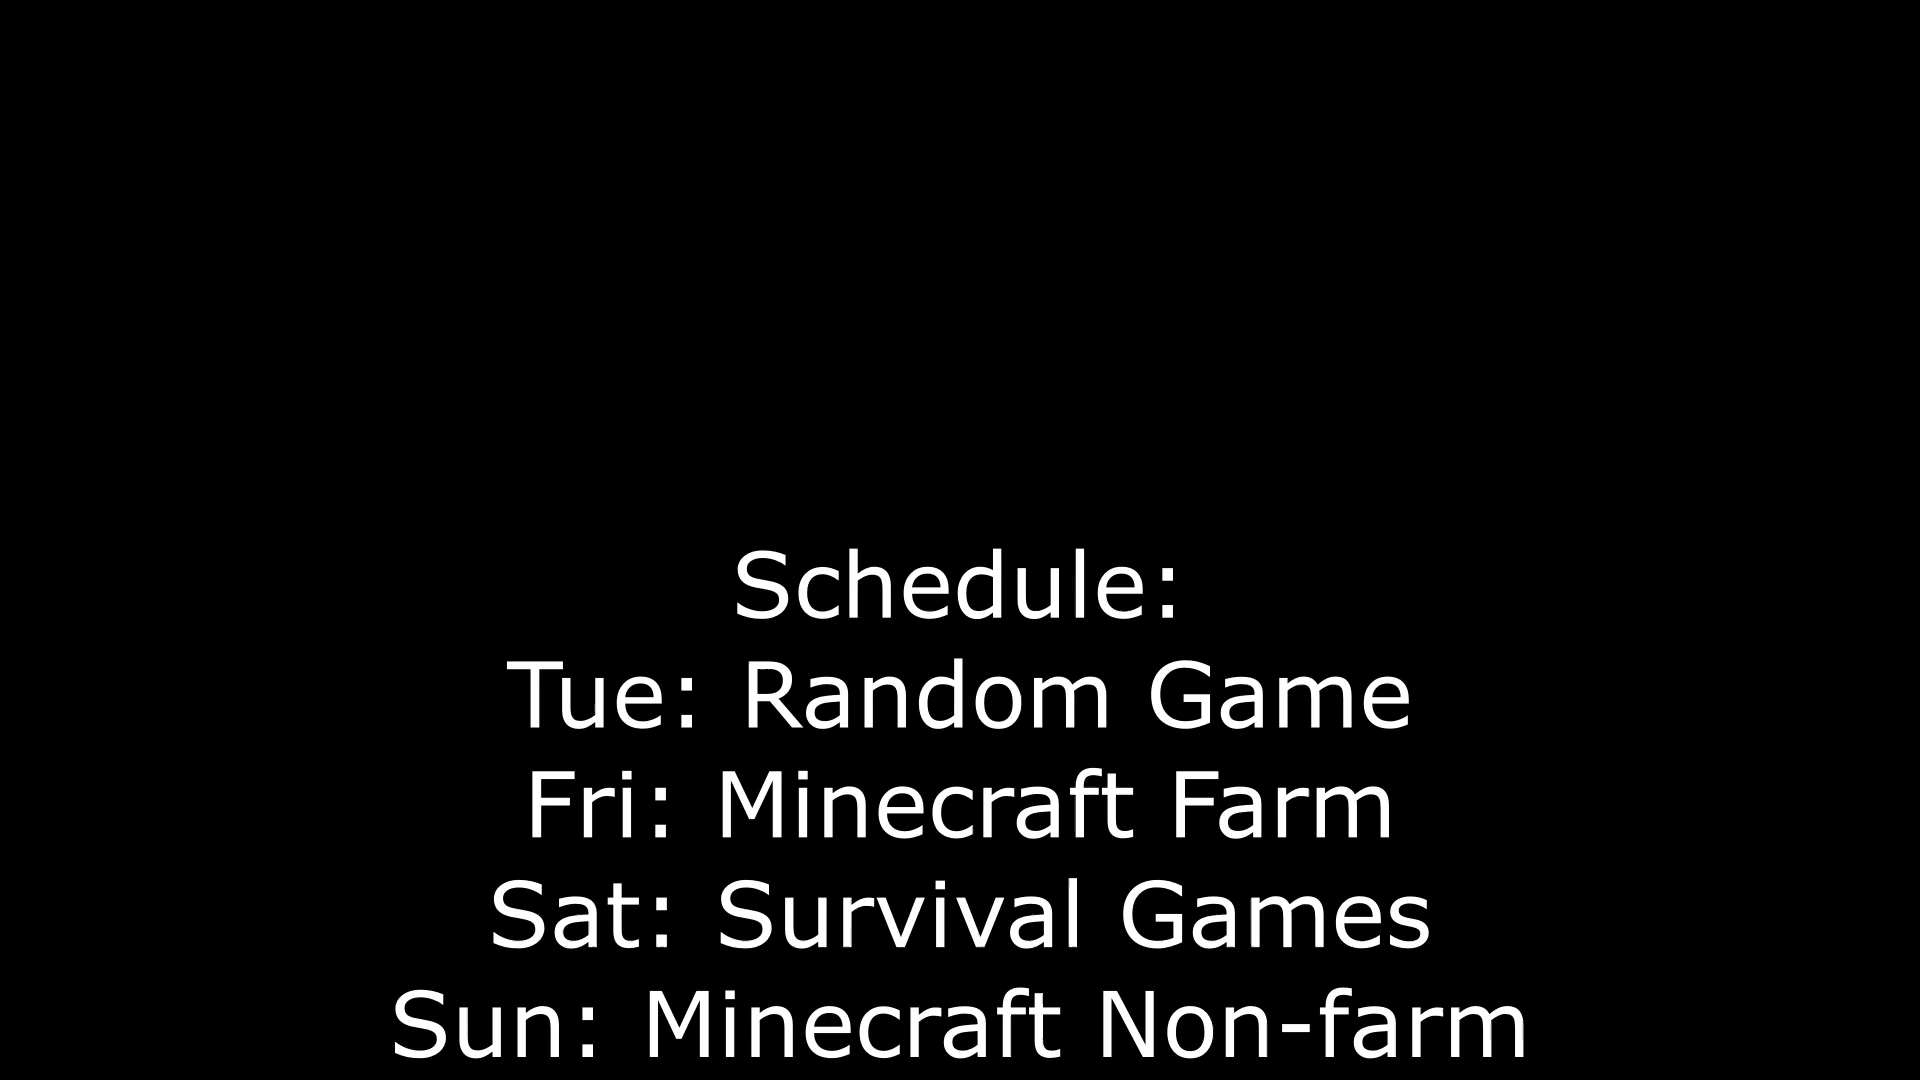 Schedule:
Tue: Random Game
Fri: Minecraft Farm
Sat: Survival Games
Sun: Minecraft Non-farm